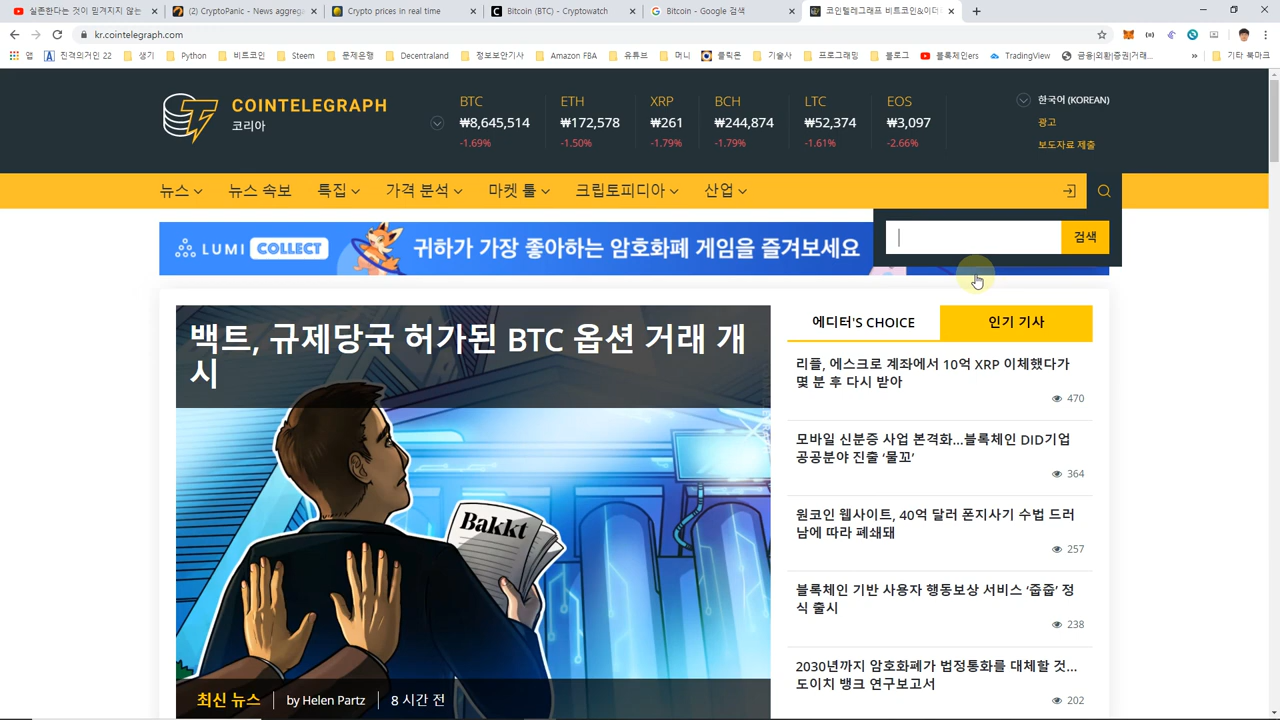 실존한다는 것이 믿겨지지 않는
(2) CryptoPanic - News aggreg
Crypto prices in real time
Bitcoin (BTC) - Cryptowatch
Bitcoin - Google 검색
코인텔레그래프 비트코인&이더
kr.cointelegraph.com
앱
진격의거인 22
생기
Python
비트코인
Steem
문제은행
Decentraland
정보보안기사
Amazon FBA
유튜브
머니
클릭몬
기술사
프로그래밍
블로그
블록체인ers
TradingView
금융|외환|증권|거래...
기타 북마크
COINTELEGRAPH
코리아
BTC ETH XRP BCH LTC EOS
₩8,645,514 ₩172,578 ₩261 ₩244,874 ₩52,374 ₩3,097
-1.69% -1.50% -1.79% -1.79% -1.61% -2.66%
한국어 (KOREAN)
광고
보도자료 제출
뉴스 뉴스 속보 특집 가격 분석 마켓 툴 크립토피디아 산업
검색
LUMI COLLECT 귀하가 가장 좋아하는 암호화폐 게임을 즐겨보세요
백트, 규제당국 허가된 BTC 옵션 거래 개
시
Bakkt
최신 뉴스 by Helen Partz 8 시간 전
에디터'S CHOICE 인기 기사
리플, 에스크로 계좌에서 10억 XRP 이체했다가
몇 분 후 다시 받아
470
모바일 신분증 사업 본격화...블록체인 DID기업
공공분야 진출 ‘물꼬’
364
원코인 웹사이트, 40억 달러 폰지사기 수법 드러
남에 따라 폐쇄돼
257
블록체인 기반 사용자 행동보상 서비스 ‘줍줍’ 정
식 출시
238
2030년까지 암호화폐가 법정통화를 대체할 것...
도이치 뱅크 연구보고서
202